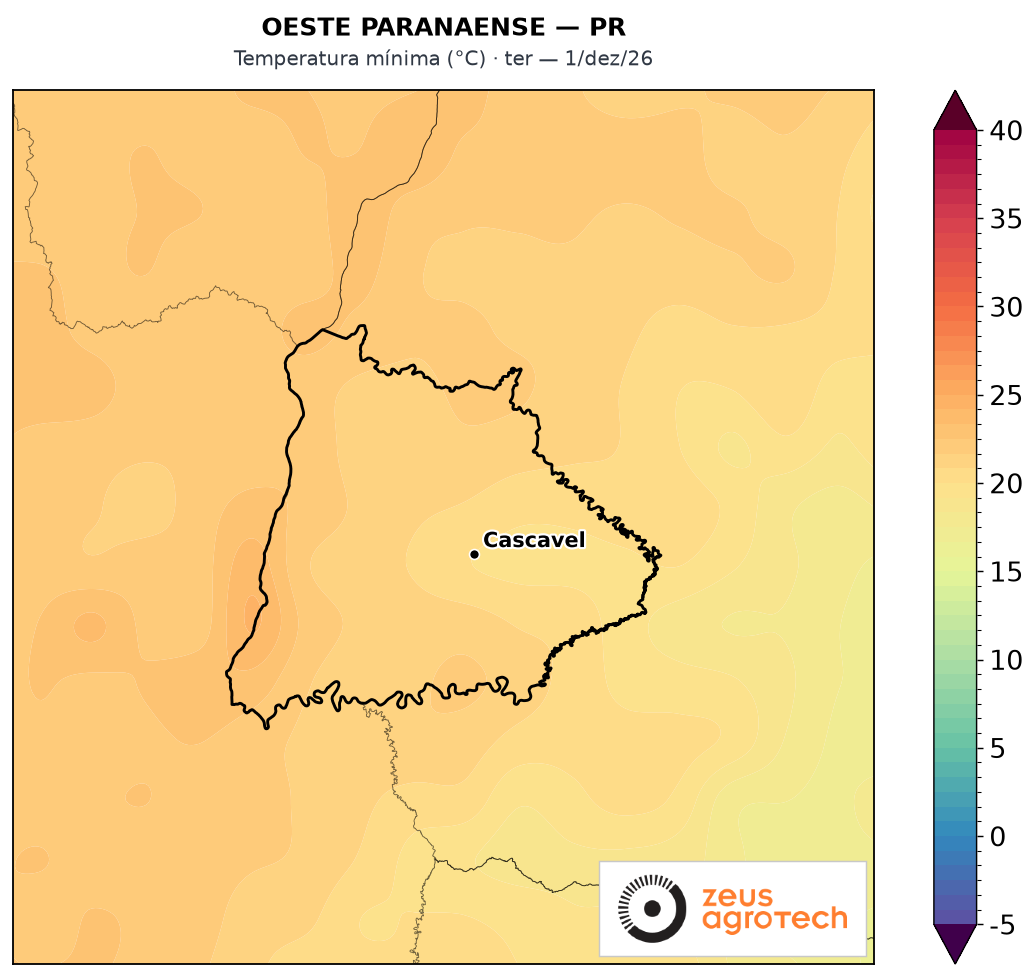 OESTE PARANAENSE — PR
Temperatura mínima (°C) · ter — 1/dez/26
40
35
30
25
20
15
10
5
0
-5
Cascavel
zeus
agrotech